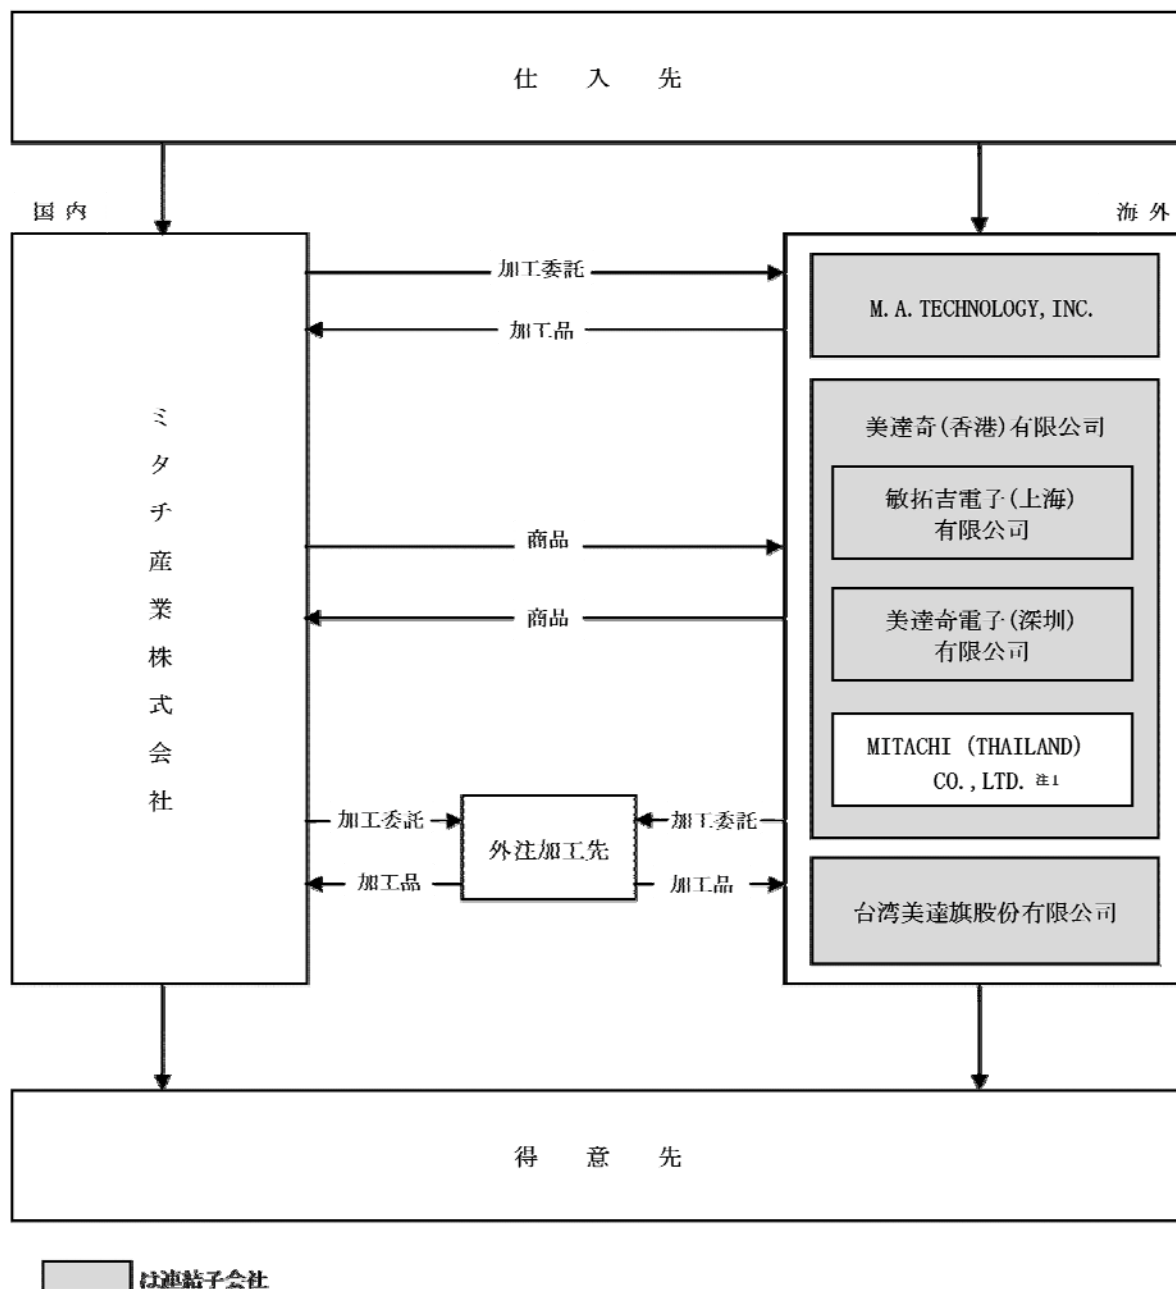 仕入先
国内
海外
加工委託
加工品
ミタチ産業株式会社
商品
商品
加工委託
加工品
外注加工先
加工委託
加工品
M.A.TECHNOLOGY,INC.
美達奇(香港)有限公司
敏拓吉電子(上海)
有限公司
美達奇電子(深圳)
有限公司
MITACHI (THAILAND)
CO.,LTD. 注1
台湾美達旗股份有限公司
得意先
は連結子会社